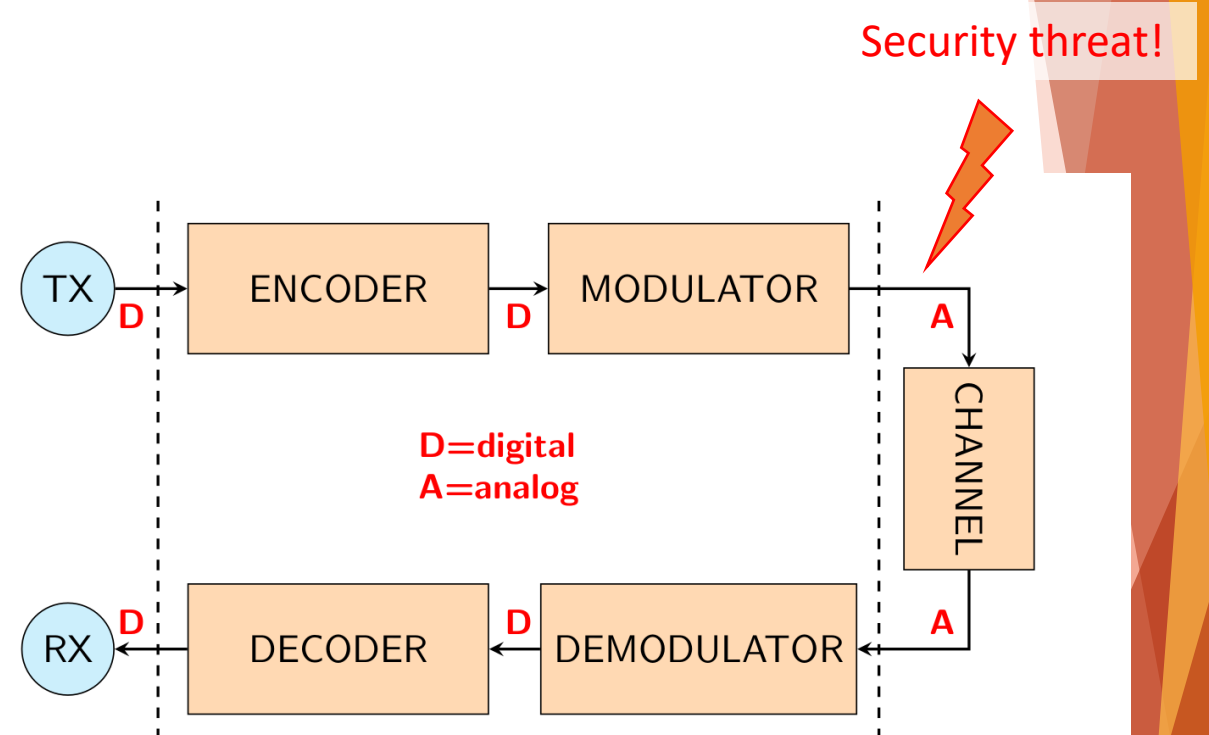 Security threat!
TX
D
ENCODER
D
MODULATOR
A
CHANNEL
D=digital
A=analog
RX
D
DECODER
D
DEMODULATOR
A